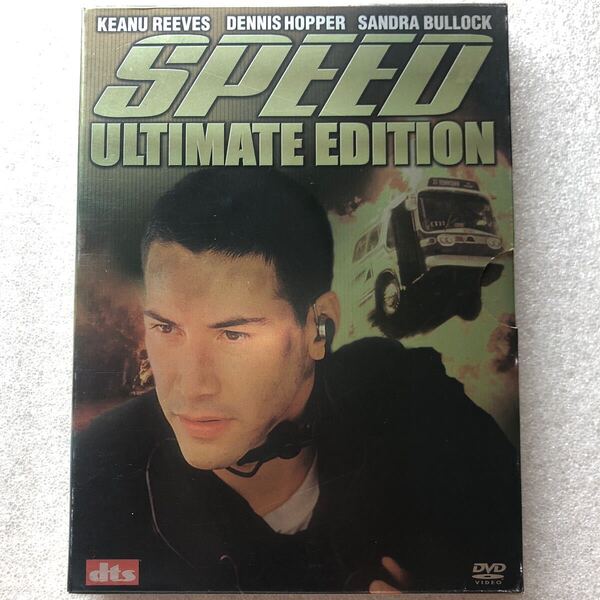 KEANU REEVES DENNIS HOPPER SANDRA BULLOCK
SPEED
ULTIMATE EDITION
dts
DVD
VIDEO